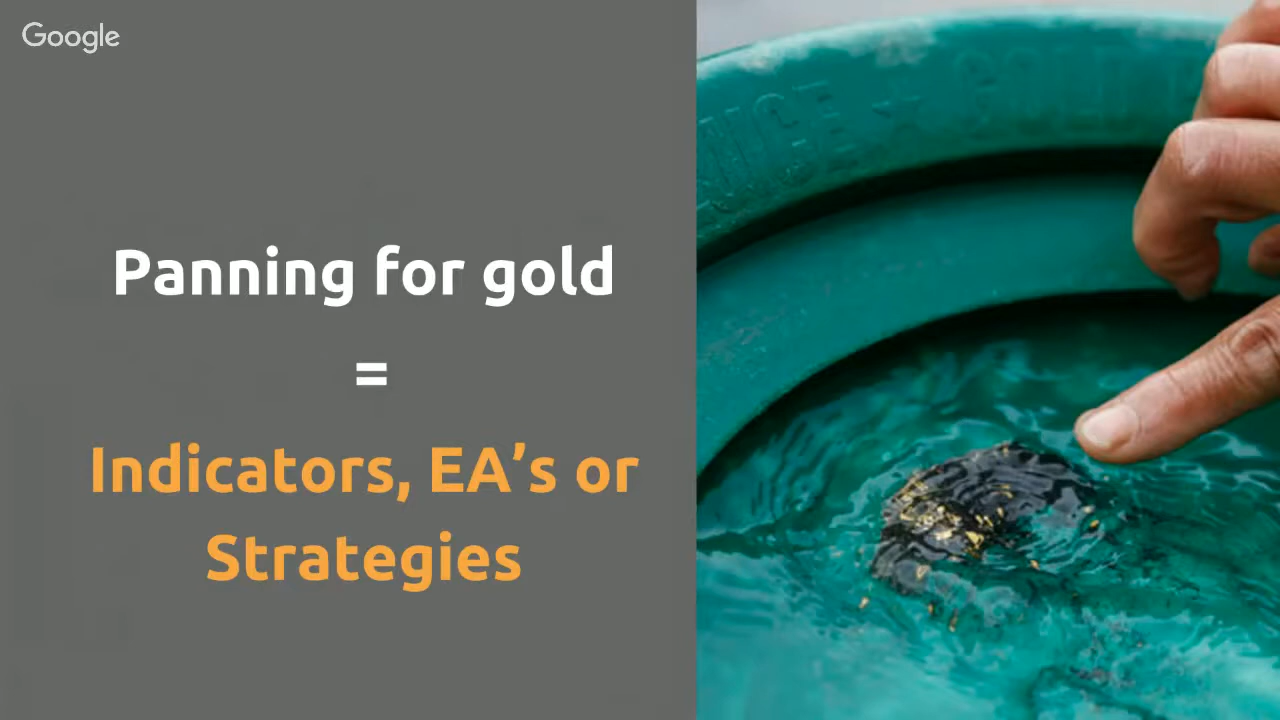 Google
Panning for gold
=
Indicators, EA’s or
Strategies